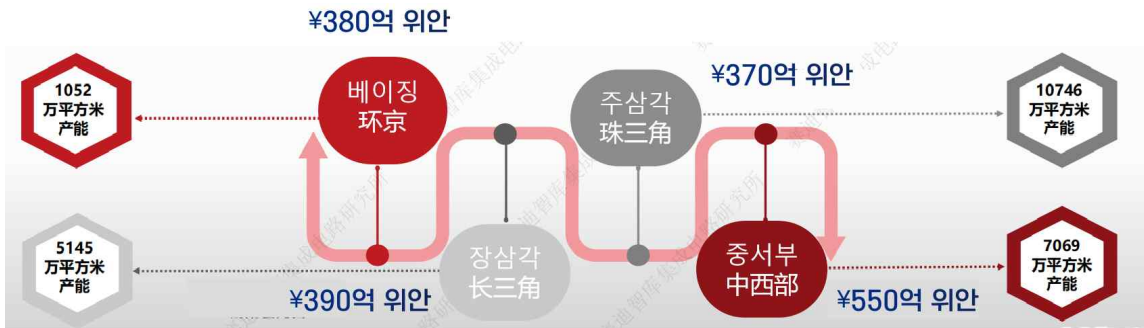 ¥380억 위안
1052
万平方米
产能
베이징
环京
주삼각
珠三角
¥370억 위안
10746
万平方米
产能
5145
万平方米
产能
장삼각
长三角
¥390억 위안
중서부
中西部
¥550억 위안
7069
万平方米
产能